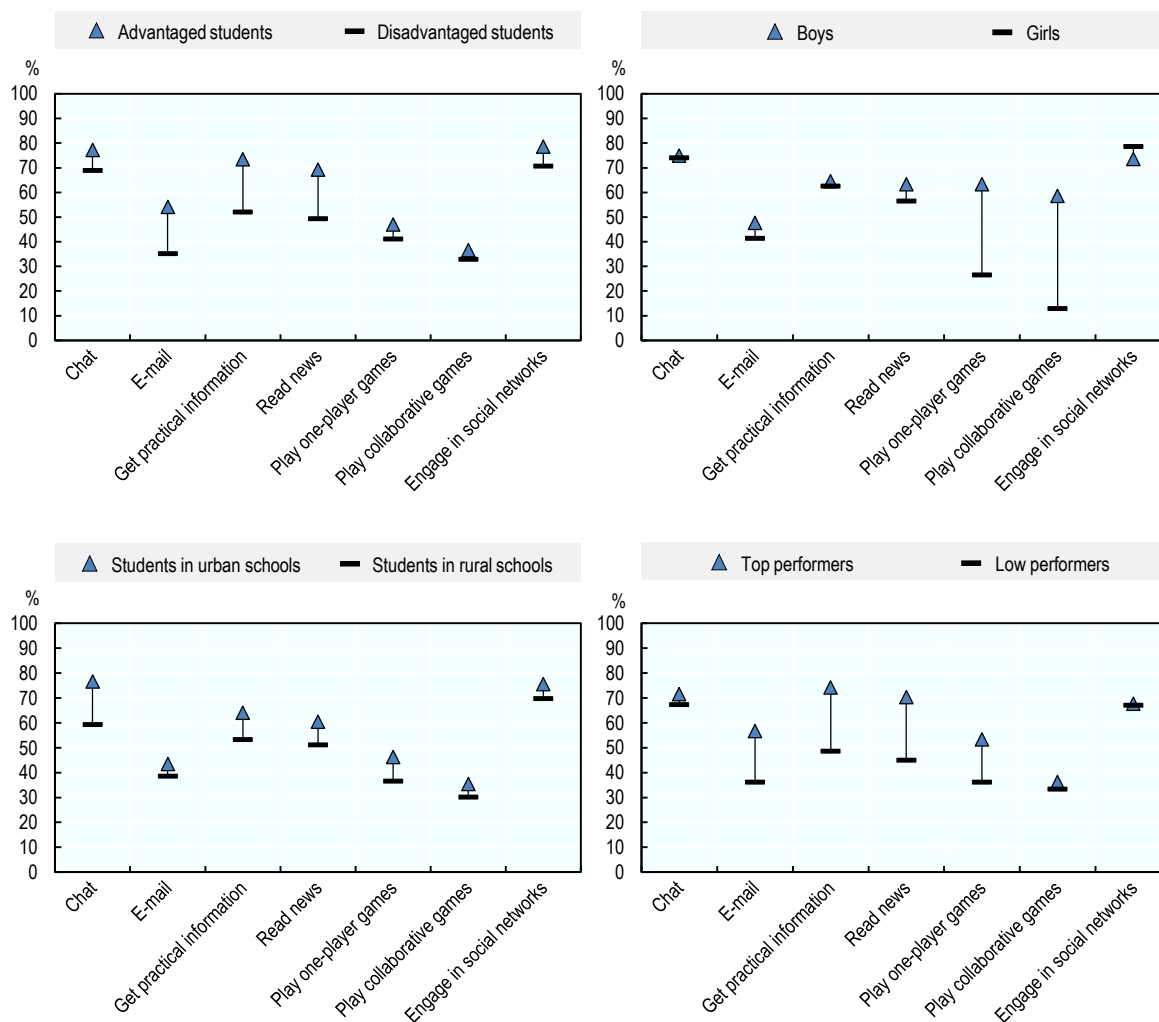 Advantaged students Disadvantaged students
%
100
90
80
70
60
50
40
30
20
10
0
Chat
E-mail
Get practical information
Read news
Play one-player games
Play collaborative games
Engage in social networks
Boys Girls
%
100
90
80
70
60
50
40
30
20
10
0
Chat
E-mail
Get practical information
Read news
Play one-player games
Play collaborative games
Engage in social networks
Students in urban schools Students in rural schools
%
100
90
80
70
60
50
40
30
20
10
0
Chat
E-mail
Get practical information
Read news
Play one-player games
Play collaborative games
Engage in social networks
Top performers Low performers
%
100
90
80
70
60
50
40
30
20
10
0
Chat
E-mail
Get practical information
Read news
Play one-player games
Play collaborative games
Engage in social networks